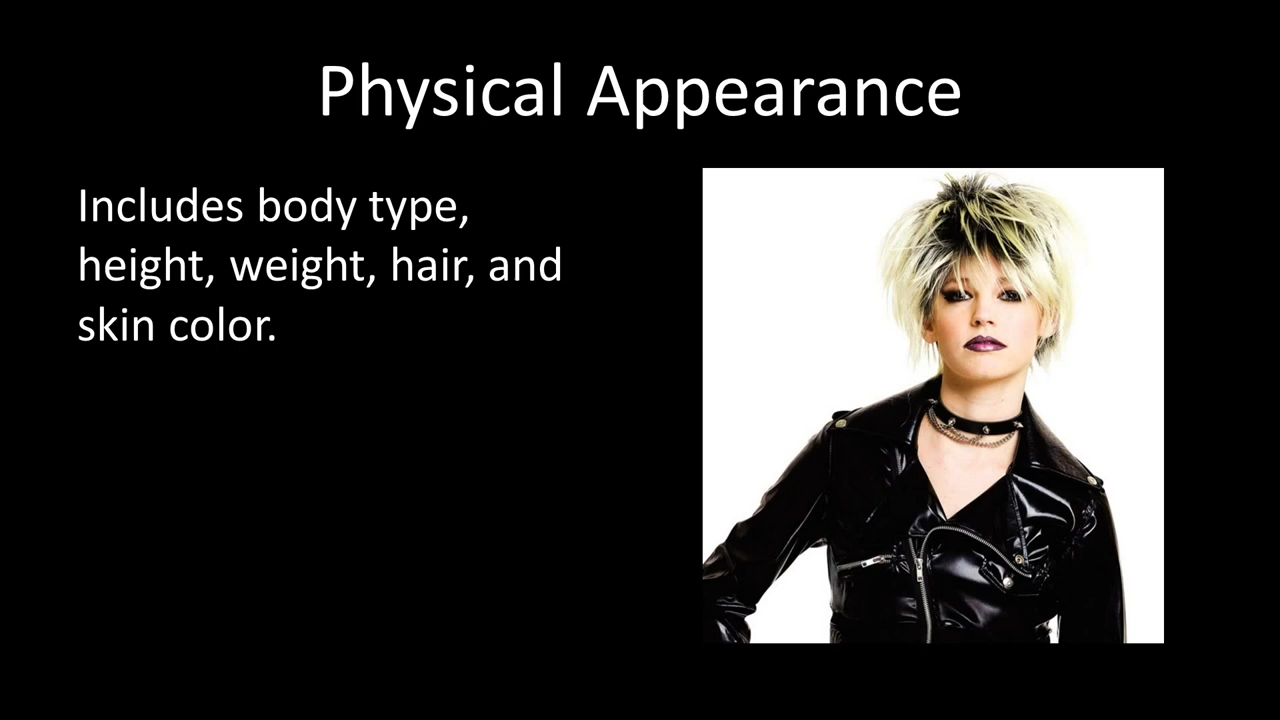 Physical Appearance
Includes body type,
height, weight, hair, and
skin color.